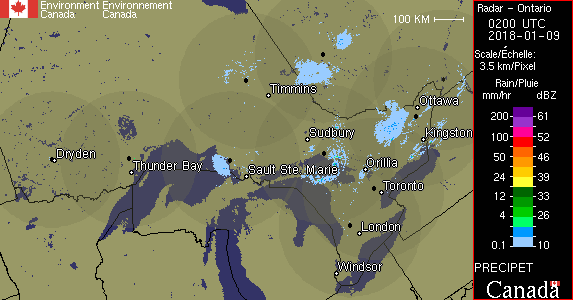 Environment Environnement
Canada Canada
100 KM
Timmins
Ottawa
Sudbury
Kingston
Dryden
Thunder Bay
Sault Ste. Marie
Orillia
Toronto
London
Windsor
Radar - Ontario
0200 UTC
2018-01-09
Scale/Échelle:
3.5 km/Pixel
Rain/Pluie
mm/hr dBZ
200 61
100 52
50 46
24 39
12 33
4 26
0.1 10
PRECIPET
Canada